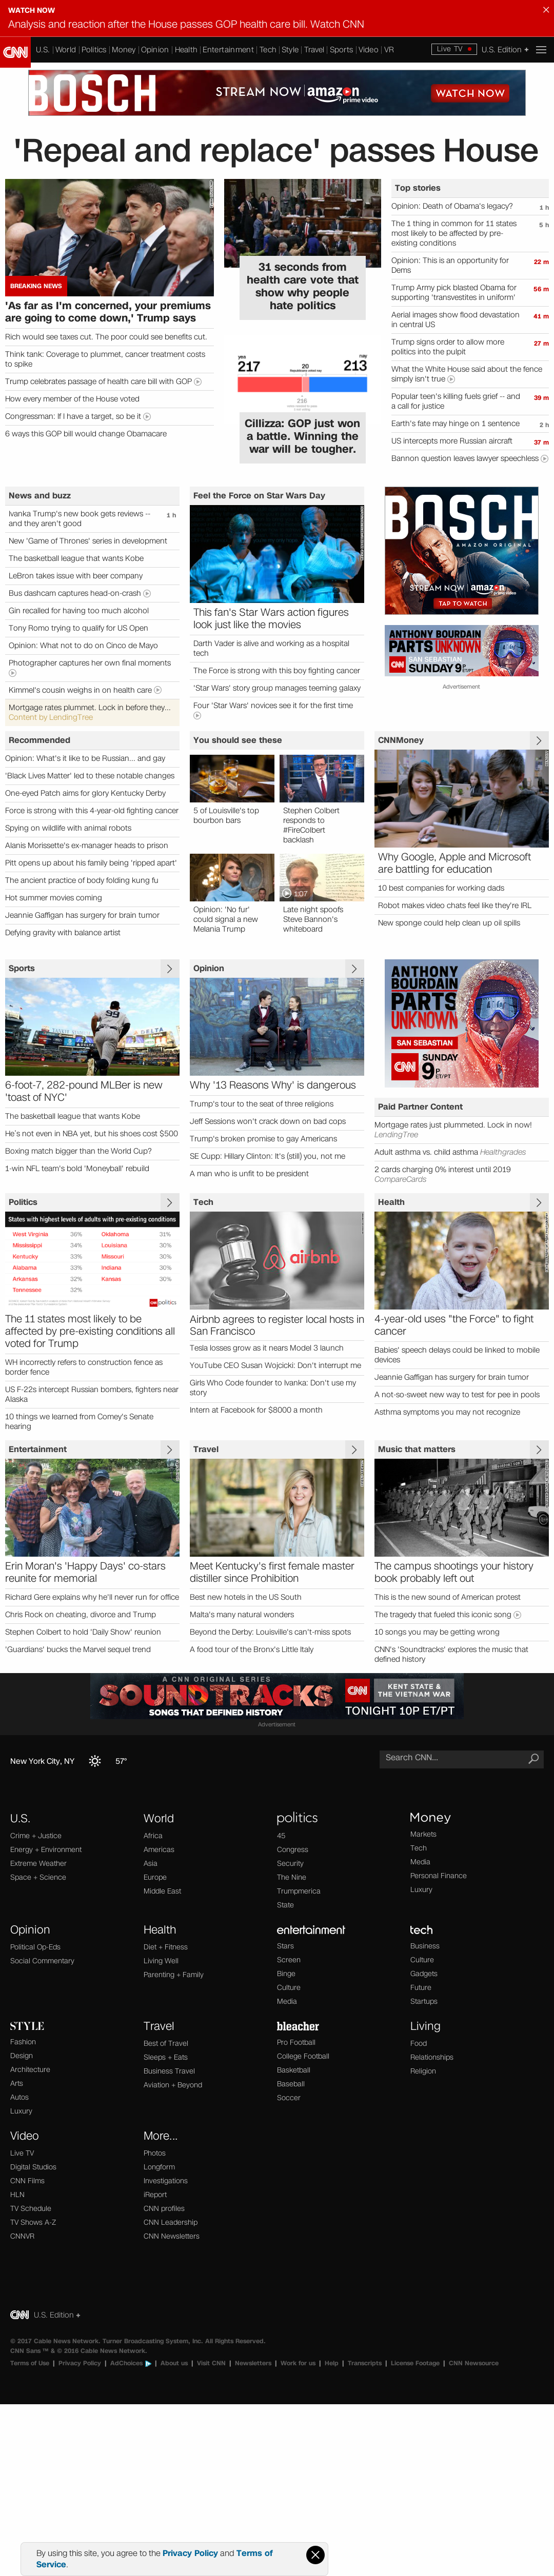 WATCH NOW
Analysis and reaction after the House passes GOP health care bill. Watch CNN
CNN
U.S. World Politics Money Opinion Health Entertainment Tech Style Travel Sports Video VR
Live TV
U.S. Edition +
BOSCH
STREAM NOW amazon prime video
WATCH NOW
'Repeal and replace' passes House
BREAKING NEWS
'As far as I'm concerned, your premiums
are going to come down,' Trump says
Rich would see taxes cut. The poor could see benefits cut.
Think tank: Coverage to plummet, cancer treatment costs
to spike
Trump celebrates passage of health care bill with GOP
How every member of the House voted
Congressman: If I have a target, so be it
6 ways this GOP bill would change Obamacare
31 seconds from
health care vote that
show why people
hate politics
yes
217
20
nay
213
216
Cillizza: GOP just won
a battle. Winning the
war will be tougher.
Top stories
Opinion: Death of Obama's legacy? 1 h
The 1 thing in common for 11 states 5 h
most likely to be affected by pre-
existing conditions
Opinion: This is an opportunity for 22 m
Dems
Trump Army pick blasted Obama for 56 m
supporting 'transvestites in uniform'
Aerial images show flood devastation 41 m
in central US
Trump signs order to allow more 27 m
politics into the pulpit
What the White House said about the fence
simply isn't true
Popular teen's killing fuels grief -- and 39 m
a call for justice
Earth's fate may hinge on 1 sentence 2 h
US intercepts more Russian aircraft 37 m
Bannon question leaves lawyer speechless
News and buzz
Ivanka Trump's new book gets reviews -- 1 h
and they aren't good
New 'Game of Thrones' series in development
The basketball league that wants Kobe
LeBron takes issue with beer company
Bus dashcam captures head-on-crash
Gin recalled for having too much alcohol
Tony Romo trying to qualify for US Open
Opinion: What not to do on Cinco de Mayo
Photographer captures her own final moments
Kimmel's cousin weighs in on health care
Mortgage rates plummet. Lock in before they...
Content by LendingTree
Feel the Force on Star Wars Day
This fan's Star Wars action figures
look just like the movies
Darth Vader is alive and working as a hospital
tech
The Force is strong with this boy fighting cancer
'Star Wars' story group manages teeming galaxy
Four 'Star Wars' novices see it for the first time
BOSCH
AMAZON ORIGINAL
STREAM NOW amazon prime video
TAP TO WATCH
ANTHONY BOURDAIN
PARTS UNKNOWN
CNN SAN SEBASTIAN
SUNDAY 9P ET/PT
Advertisement
Recommended
Opinion: What's it like to be Russian... and gay
'Black Lives Matter' led to these notable changes
One-eyed Patch aims for glory Kentucky Derby
Force is strong with this 4-year-old fighting cancer
Spying on wildlife with animal robots
Alanis Morissette's ex-manager heads to prison
Pitt opens up about his family being 'ripped apart'
The ancient practice of body folding kung fu
Hot summer movies coming
Jeannie Gaffigan has surgery for brain tumor
Defying gravity with balance artist
You should see these
5 of Louisville's top
bourbon bars
Stephen Colbert
responds to
#FireColbert
backlash
1:07
Opinion: 'No fur'
could signal a new
Melania Trump
Late night spoofs
Steve Bannon's
whiteboard
CNNMoney
Why Google, Apple and Microsoft
are battling for education
10 best companies for working dads
Robot makes video chats feel like they're IRL
New sponge could help clean up oil spills
Sports
6-foot-7, 282-pound MLBer is new
'toast of NYC'
The basketball league that wants Kobe
He's not even in NBA yet, but his shoes cost $500
Boxing match bigger than the World Cup?
1-win NFL team's bold 'Moneyball' rebuild
Opinion
Why '13 Reasons Why' is dangerous
Trump's tour to the seat of three religions
Jeff Sessions won't crack down on bad cops
Trump's broken promise to gay Americans
SE Cupp: Hillary Clinton: It's (still) you, not me
A man who is unfit to be president
ANTHONY BOURDAIN
PARTS
UNKNOWN
SAN SEBASTIAN
CNN SUNDAY
9P ET/PT
Paid Partner Content
Mortgage rates just plummeted. Lock in now!
LendingTree
Adult asthma vs. child asthma Healthgrades
2 cards charging 0% interest until 2019
CompareCards
Politics
States with highest levels of adults with pre-existing conditions
West Virginia 36% Oklahoma 31%
Mississippi 34% Louisiana 30%
Kentucky 33% Missouri 30%
Alabama 33% Indiana 30%
Arkansas 32% Kansas 30%
Tennessee 32%
CNN politics
The 11 states most likely to be
affected by pre-existing conditions all
voted for Trump
WH incorrectly refers to construction fence as
border fence
US F-22s intercept Russian bombers, fighters near
Alaska
10 things we learned from Comey's Senate
hearing
Tech
airbnb
Airbnb agrees to register local hosts in
San Francisco
Tesla losses grow as it nears Model 3 launch
YouTube CEO Susan Wojcicki: Don't interrupt me
Girls Who Code founder to Ivanka: Don't use my
story
Intern at Facebook for $8000 a month
Health
4-year-old uses "the Force" to fight
cancer
Babies' speech delays could be linked to mobile
devices
Jeannie Gaffigan has surgery for brain tumor
A not-so-sweet new way to test for pee in pools
Asthma symptoms you may not recognize
Entertainment
Erin Moran's 'Happy Days' co-stars
reunite for memorial
Richard Gere explains why he'll never run for office
Chris Rock on cheating, divorce and Trump
Stephen Colbert to hold 'Daily Show' reunion
'Guardians' bucks the Marvel sequel trend
Travel
Meet Kentucky's first female master
distiller since Prohibition
Best new hotels in the US South
Malta's many natural wonders
Beyond the Derby: Louisville's can't-miss spots
A food tour of the Bronx's Little Italy
Music that matters
The campus shootings your history
book probably left out
This is the new sound of American protest
The tragedy that fueled this iconic song
10 songs you may be getting wrong
CNN's 'Soundtracks' explores the music that
defined history
A CNN ORIGINAL SERIES
SOUNDTRACKS
SONGS THAT DEFINED HISTORY
CNN KENT STATE &
THE VIETNAM WAR
TONIGHT 10P ET/PT
Advertisement
New York City, NY 57°
Search CNN...
U.S.
Crime + Justice
Energy + Environment
Extreme Weather
Space + Science
World
Africa
Americas
Asia
Europe
Middle East
politics
45
Congress
Security
The Nine
Trumpmerica
State
Money
Markets
Tech
Media
Personal Finance
Luxury
Opinion
Political Op-Eds
Social Commentary
Health
Diet + Fitness
Living Well
Parenting + Family
entertainment
Stars
Screen
Binge
Culture
Media
tech
Business
Culture
Gadgets
Future
Startups
STYLE
Fashion
Design
Architecture
Arts
Autos
Luxury
Travel
Best of Travel
Sleeps + Eats
Business Travel
Aviation + Beyond
bleacher
Pro Football
College Football
Basketball
Baseball
Soccer
Living
Food
Relationships
Religion
Video
Live TV
Digital Studios
CNN Films
HLN
TV Schedule
TV Shows A-Z
CNNVR
More...
Photos
Longform
Investigations
iReport
CNN profiles
CNN Leadership
CNN Newsletters
CNN U.S. Edition +
© 2017 Cable News Network. Turner Broadcasting System, Inc. All Rights Reserved.
CNN Sans ™ & © 2016 Cable News Network.
Terms of Use | Privacy Policy | AdChoices | About us | Visit CNN | Newsletters | Work for us | Help | Transcripts | License Footage | CNN Newsource
By using this site, you agree to the Privacy Policy and Terms of
Service.